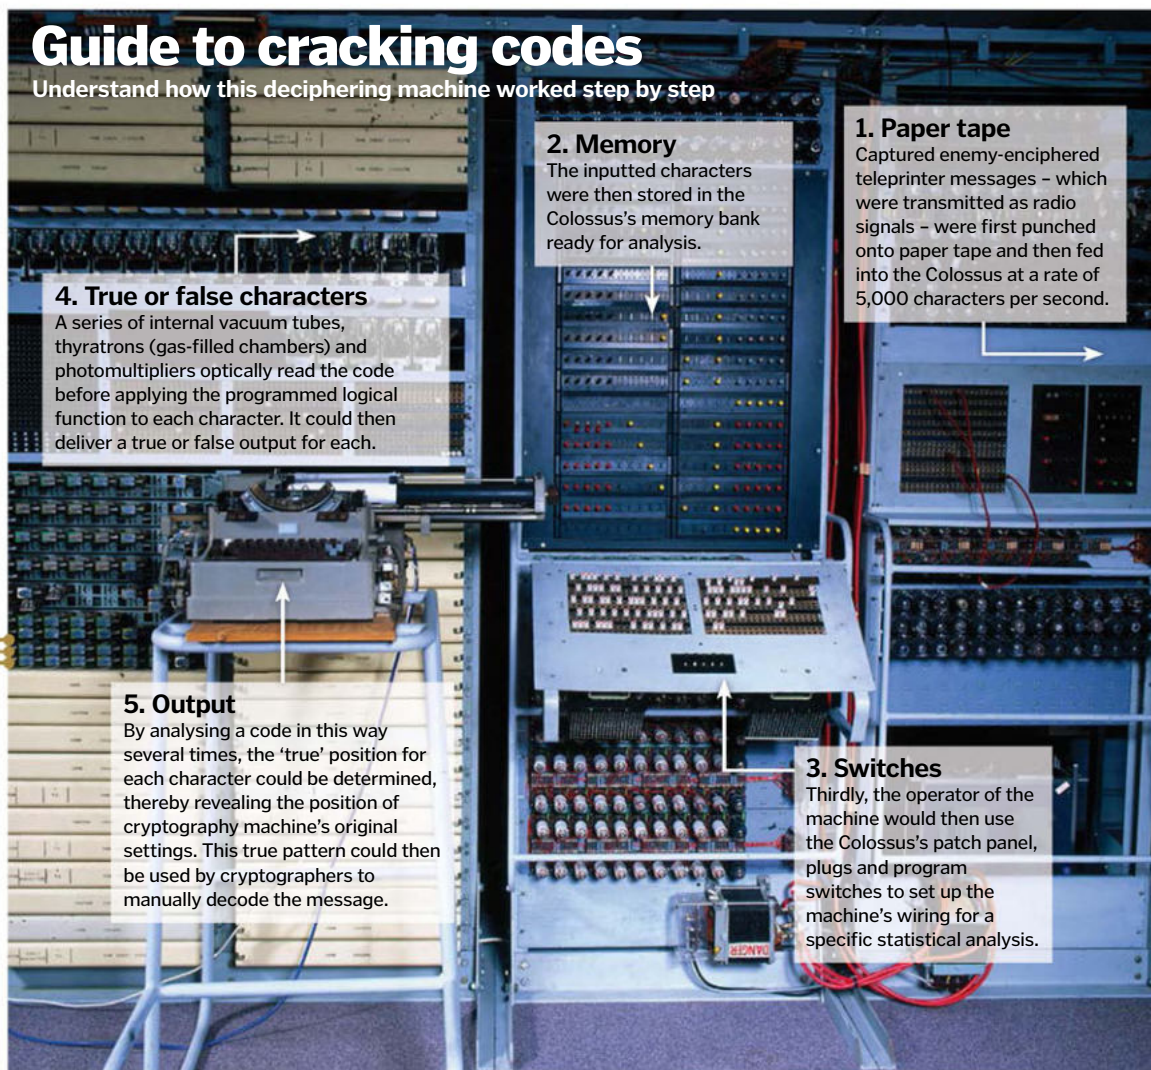 Guide to cracking codes
Understand how this deciphering machine worked step by step
1. Paper tape
Captured enemy-enciphered
teleprinter messages – which
were transmitted as radio
signals – were first punched
onto paper tape and then fed
into the Colossus at a rate of
5,000 characters per second.
2. Memory
The inputted characters
were then stored in the
Colossus's memory bank
ready for analysis.
3. Switches
Thirdly, the operator of the
machine would then use
the Colossus's patch panel,
plugs and program
switches to set up the
machine's wiring for a
specific statistical analysis.
4. True or false characters
A series of internal vacuum tubes,
thyratrons (gas-filled chambers) and
photomultipliers optically read the code
before applying the programmed logical
function to each character. It could then
deliver a true or false output for each.
5. Output
By analysing a code in this way
several times, the ‘true’ position for
each character could be determined,
thereby revealing the position of
cryptography machine's original
settings. This true pattern could then
be used by cryptographers to
manually decode the message.
DANGER